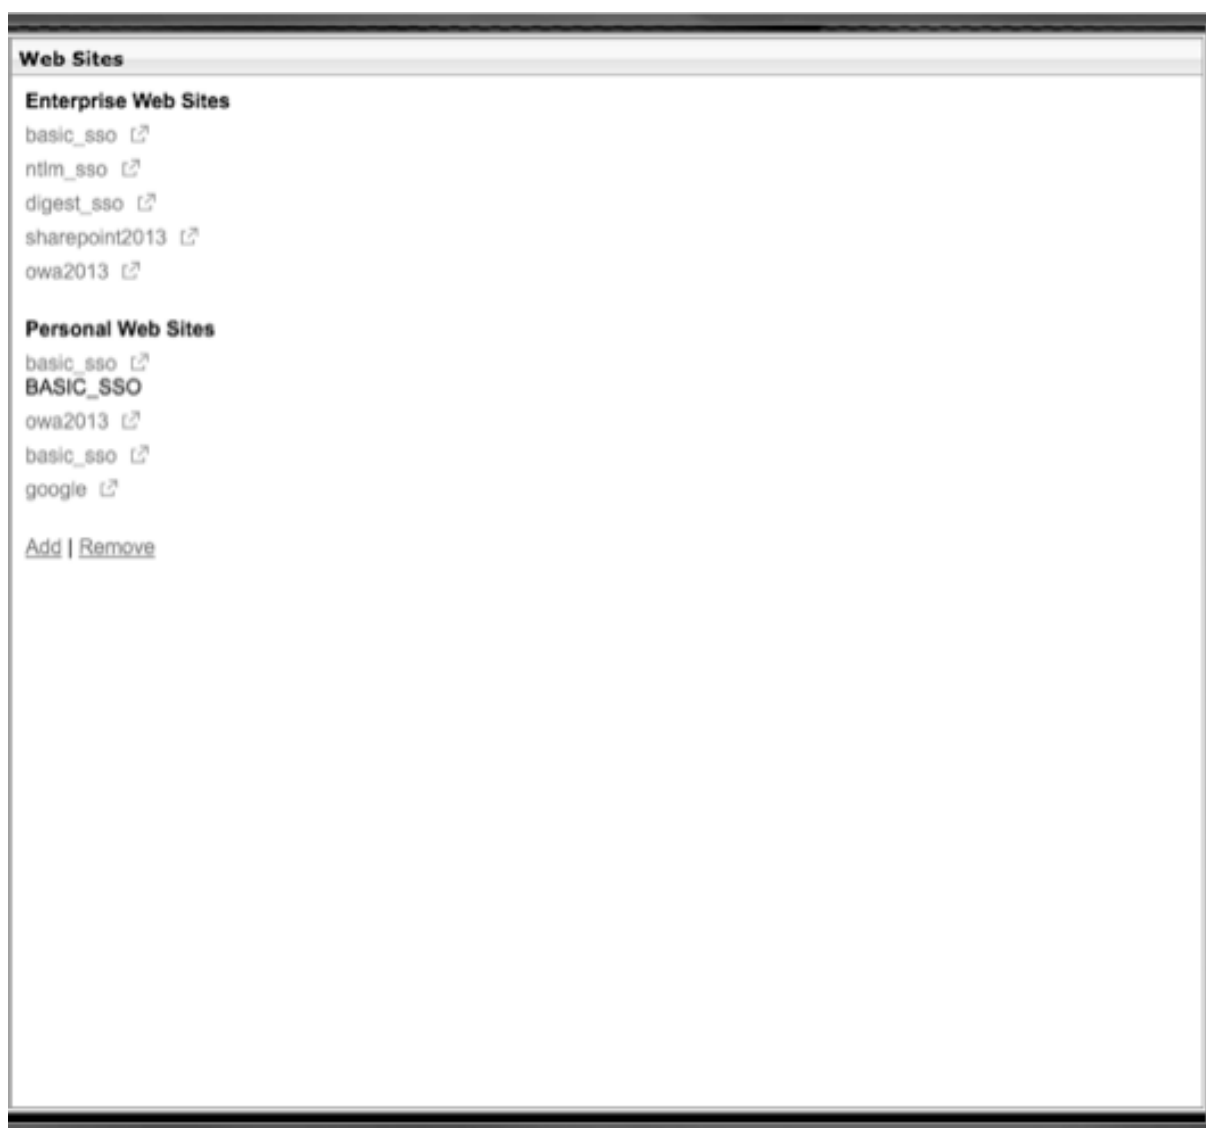 Web Sites
Enterprise Web Sites
basic_sso
ntlm_sso
digest_sso
sharepoint2013
owa2013
Personal Web Sites
basic_sso
BASIC_SSO
owa2013
basic_sso
google
Add | Remove